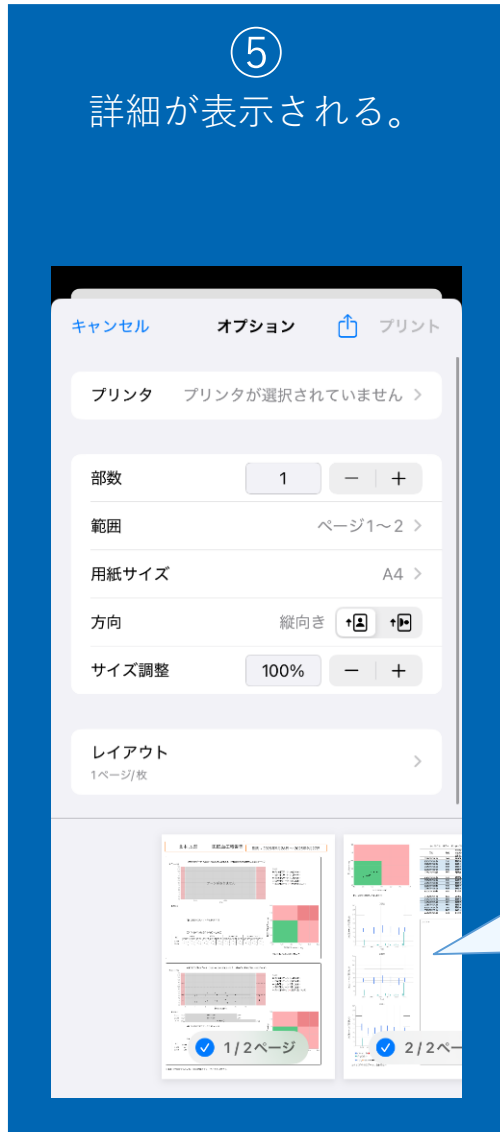 ⑤
詳細が表示される。
キャンセル オプション プリント
プリンタ プリンタが選択されていません
部数 1 − +
範囲 ページ1〜2
用紙サイズ A4
方向 縦向き
サイズ調整 100% − +
レイアウト
1ページ/枚
1/2ページ
2/2ペー